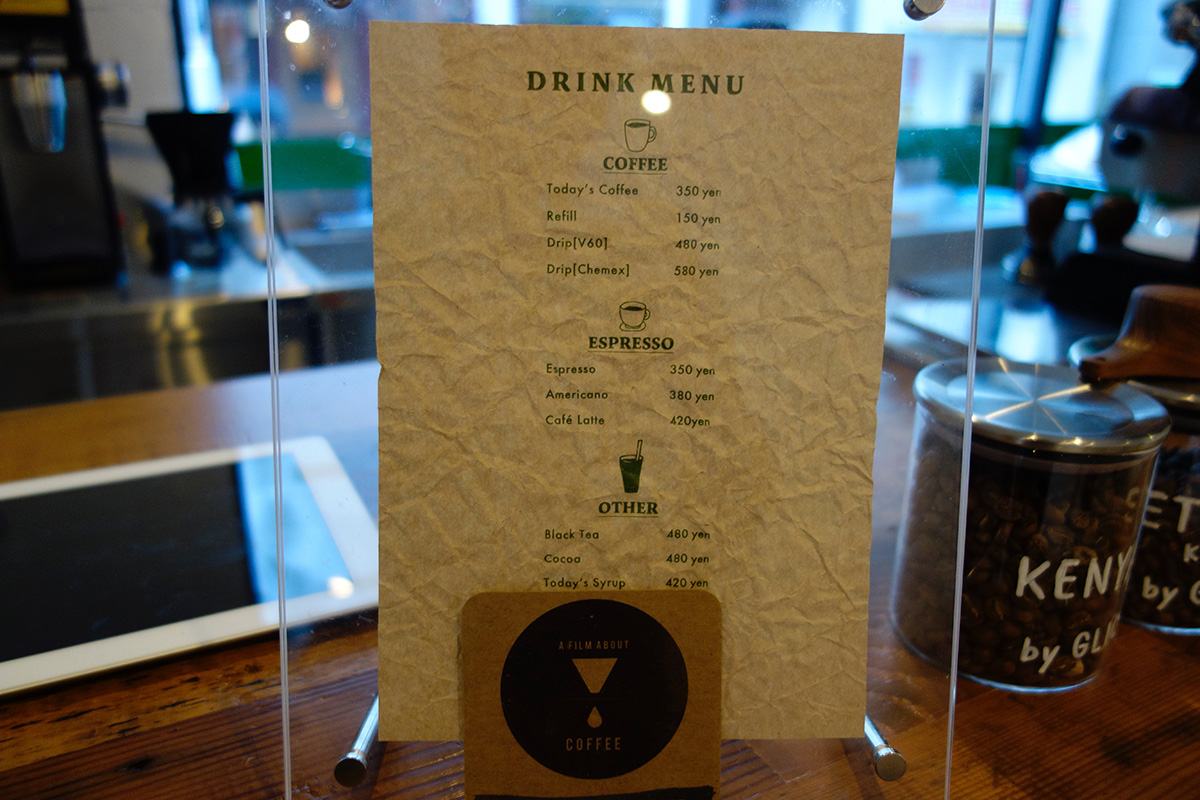 DRINK MENU
COFFEE
Today's Coffee 350 yen
Refill 150 yen
Drip[V60] 480 yen
Drip[Chemex] 580 yen
ESPRESSO
Espresso 350 yen
Americano 380 yen
Café Latte 420yen
OTHER
Black Tea 480 yen
Cocoa 480 yen
Today's Syrup 420 yen
A FILM ABOUT
COFFEE
KENY
by GL
ET
by G